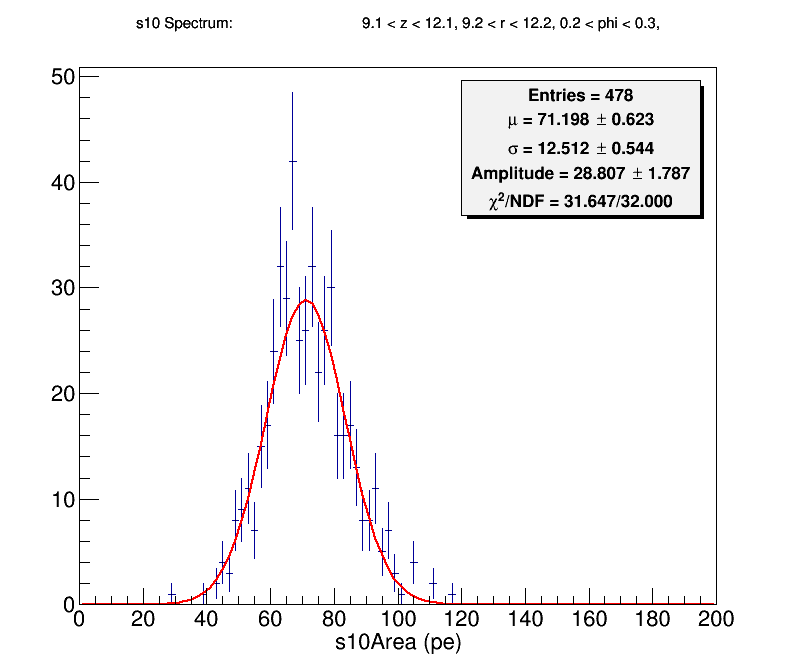 s10 Spectrum: 9.1 < z < 12.1, 9.2 < r < 12.2, 0.2 < phi < 0.3,
Entries = 478
μ = 71.198 ± 0.623
σ = 12.512 ± 0.544
Amplitude = 28.807 ± 1.787
χ²/NDF = 31.647/32.000
50
40
30
20
10
0
0 20 40 60 80 100 120 140 160 180 200
s10Area (pe)